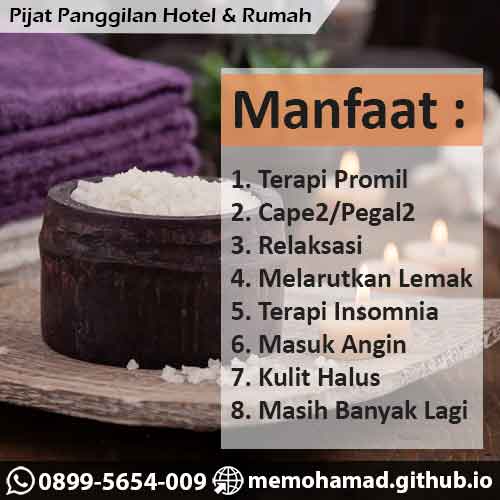 Pijat Panggilan Hotel & Rumah
Manfaat :
1. Terapi Promil
2. Cape2/Pegal2
3. Relaksasi
4. Melarutkan Lemak
5. Terapi Insomnia
6. Masuk Angin
7. Kulit Halus
8. Masih Banyak Lagi
0899-5654-009 memohamad.github.io